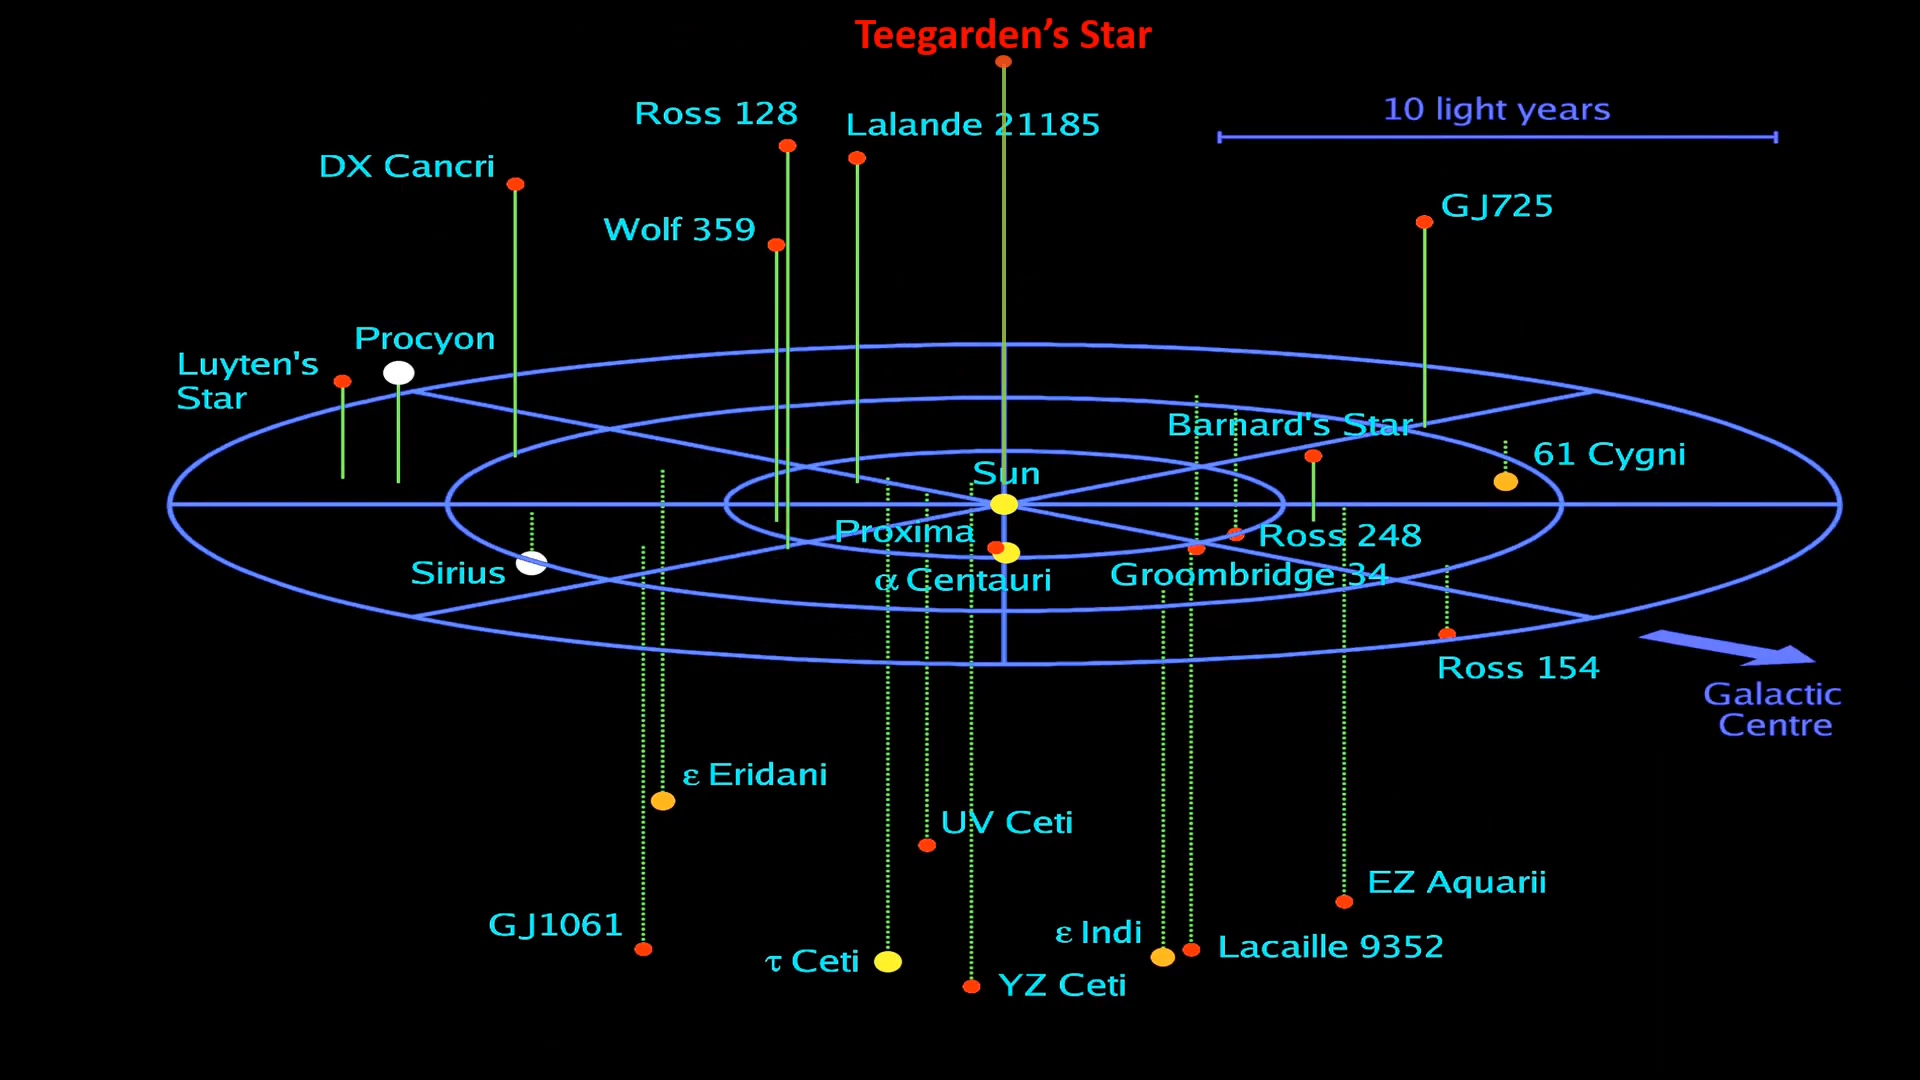 Teegarden’s Star
10 light years
Ross 128
Lalande 21185
DX Cancri
GJ725
Wolf 359
Procyon
Luyten's
Star
Barnard's Star
61 Cygni
Sun
Proxima
Ross 248
Sirius
α Centauri
Groombridge 34
Ross 154
Galactic
Centre
ε Eridani
UV Ceti
EZ Aquarii
GJ1061
ε Indi
Lacaille 9352
τ Ceti
YZ Ceti